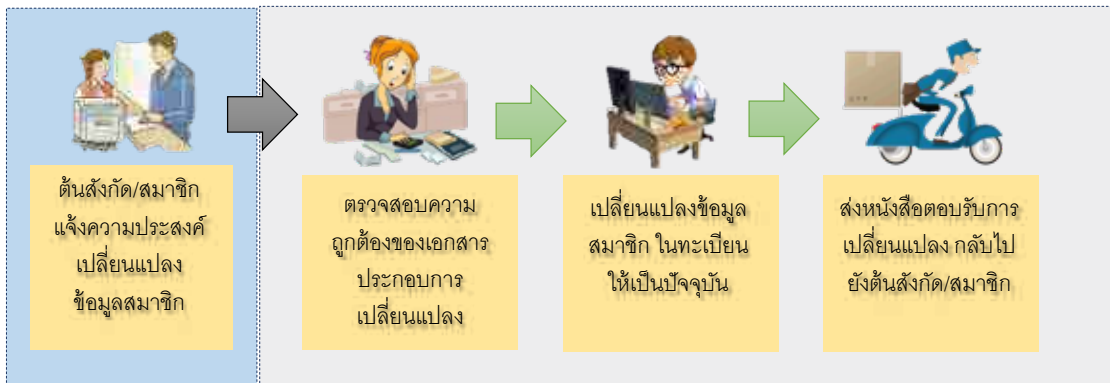 ต้นสังกัด/สมาชิก
แจ้งความประสงค์
เปลี่ยนแปลง
ข้อมูลสมาชิก
ตรวจสอบความ
ถูกต้องของเอกสาร
ประกอบการ
เปลี่ยนแปลง
เปลี่ยนแปลงข้อมูล
สมาชิก ในทะเบียน
ให้เป็นปัจจุบัน
ส่งหนังสือตอบรับการ
เปลี่ยนแปลง กลับไป
ยังต้นสังกัด/สมาชิก